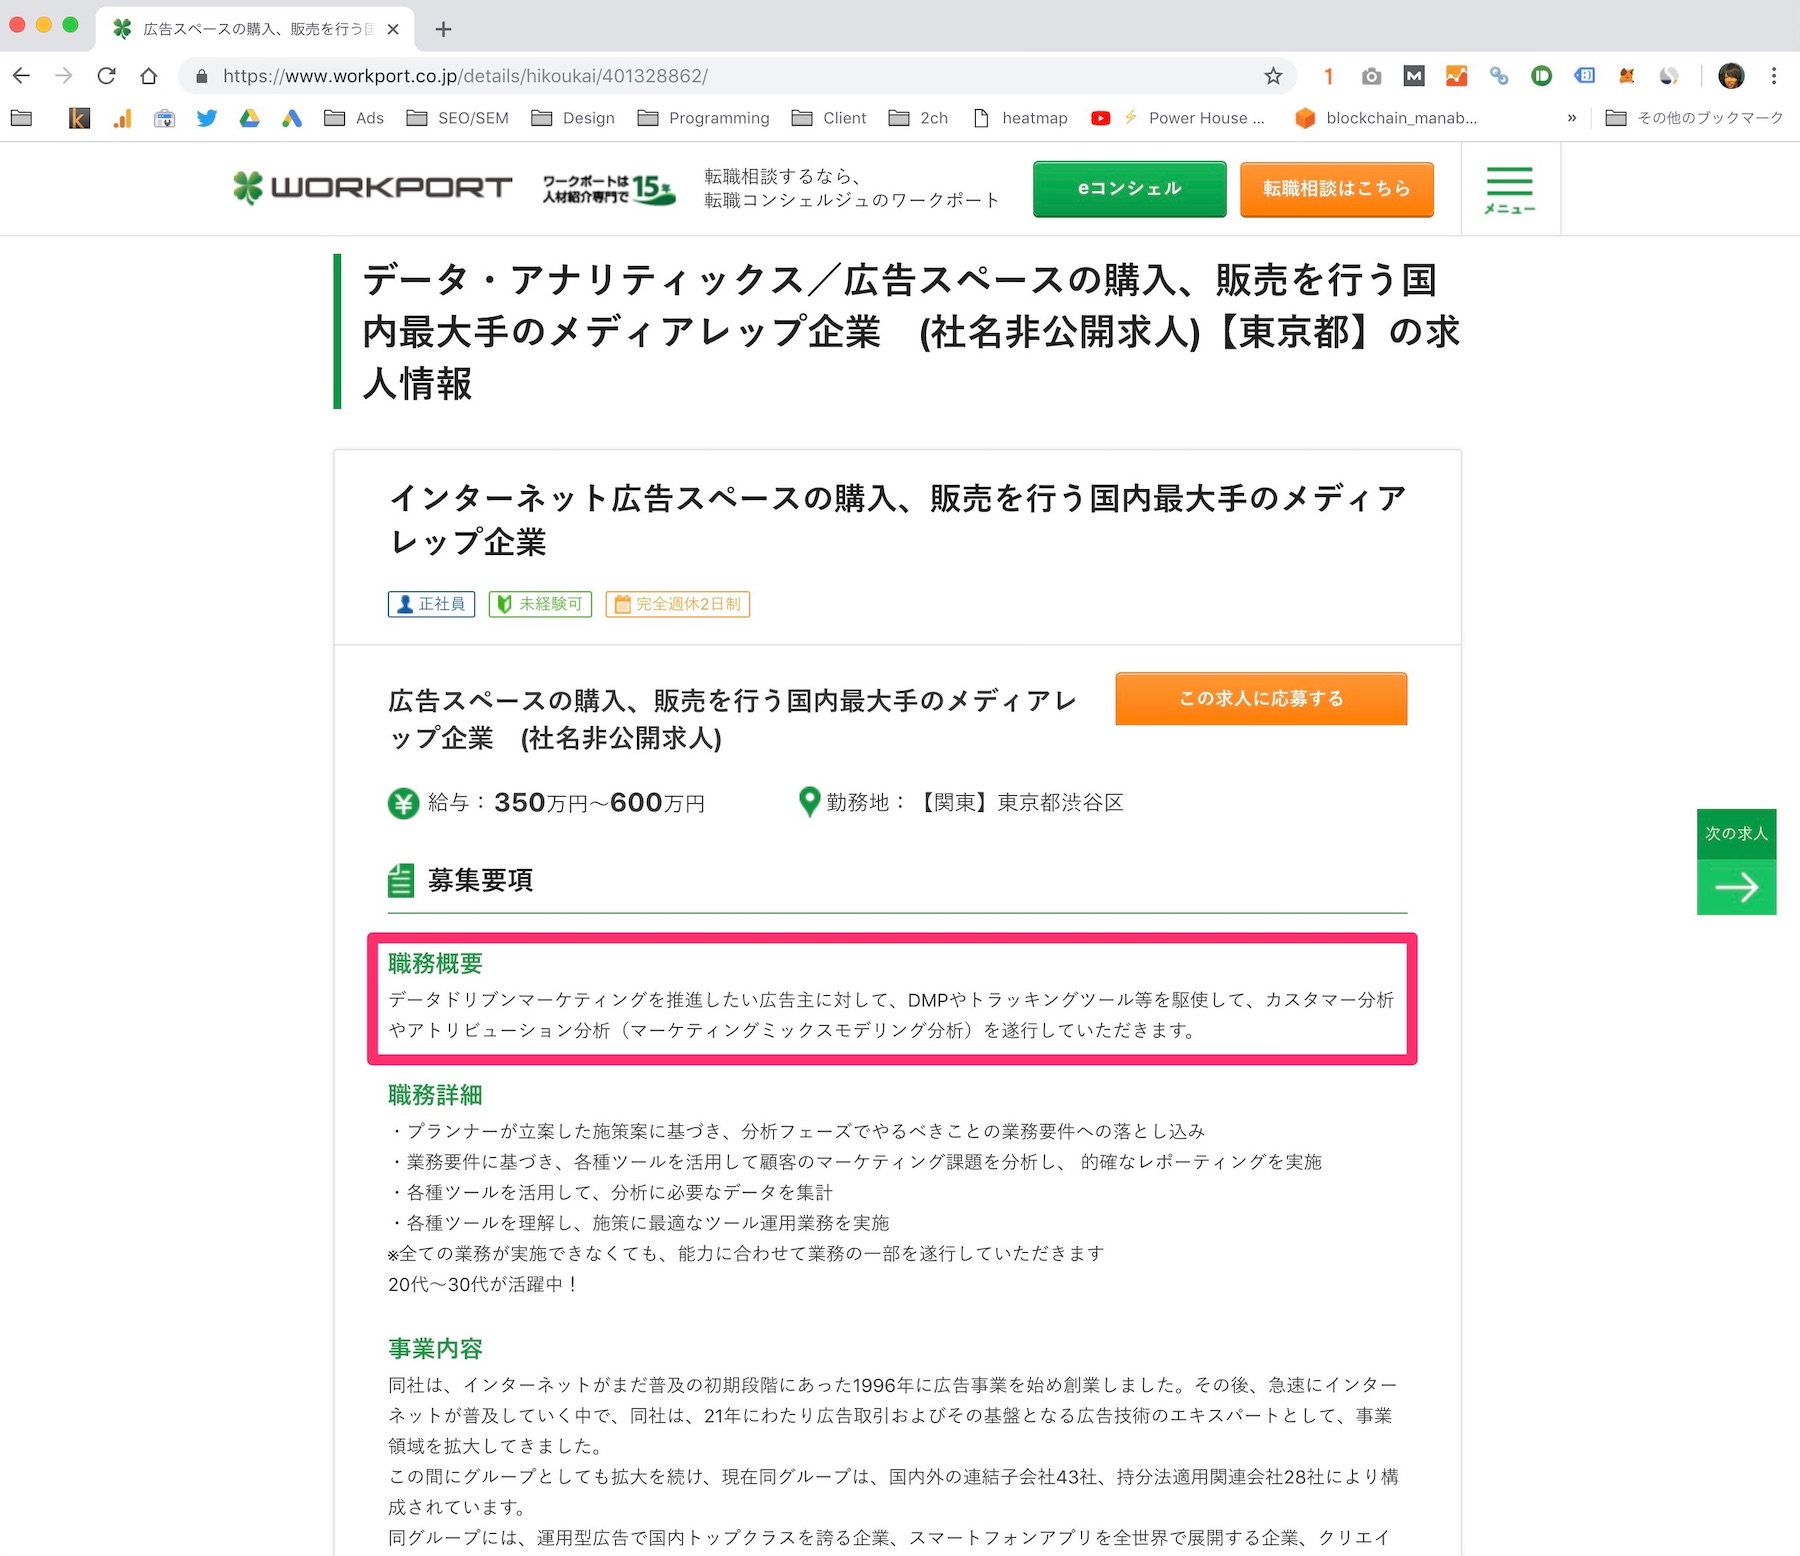 広告スペースの購入、販売を行う国
https://www.workport.co.jp/details/hikoukai/401328862/
Ads
SEO/SEM
Design
Programming
Client
2ch
heatmap
Power House ...
blockchain_manab...
»
その他のブックマーク
WORKPORT
ワークポートは
人材紹介専門で15年
転職相談するなら、
転職コンシェルジュのワークポート
eコンシェル
転職相談はこちら
メニュー
データ・アナリティックス／広告スペースの購入、販売を行う国
内最大手のメディアレップ企業　(社名非公開求人)【東京都】の求
人情報
インターネット広告スペースの購入、販売を行う国内最大手のメディア
レップ企業
正社員
未経験可
完全週休2日制
広告スペースの購入、販売を行う国内最大手のメディアレ
ップ企業　(社名非公開求人)
この求人に応募する
給与：350万円〜600万円
勤務地：【関東】東京都渋谷区
次の求人
募集要項
職務概要
データドリブンマーケティングを推進したい広告主に対して、DMPやトラッキングツール等を駆使して、カスタマー分析
やアトリビューション分析（マーケティングミックスモデリング分析）を遂行していただきます。
職務詳細
・プランナーが立案した施策案に基づき、分析フェーズでやるべきことの業務要件への落とし込み
・業務要件に基づき、各種ツールを活用して顧客のマーケティング課題を分析し、 的確なレポーティングを実施
・各種ツールを活用して、分析に必要なデータを集計
・各種ツールを理解し、施策に最適なツール運用業務を実施
※全ての業務が実施できなくても、能力に合わせて業務の一部を遂行していただきます
20代〜30代が活躍中！
事業内容
同社は、インターネットがまだ普及の初期段階にあった1996年に広告事業を始め創業しました。その後、急速にインター
ネットが普及していく中で、同社は、21年にわたり広告取引およびその基盤となる広告技術のエキスパートとして、事業
領域を拡大してきました。
この間にグループとしても拡大を続け、現在同グループは、国内外の連結子会社43社、持分法適用関連会社28社により構
成されています。
同グループには、運用型広告で国内トップクラスを誇る企業、スマートフォンアプリを全世界で展開する企業、クリエイ